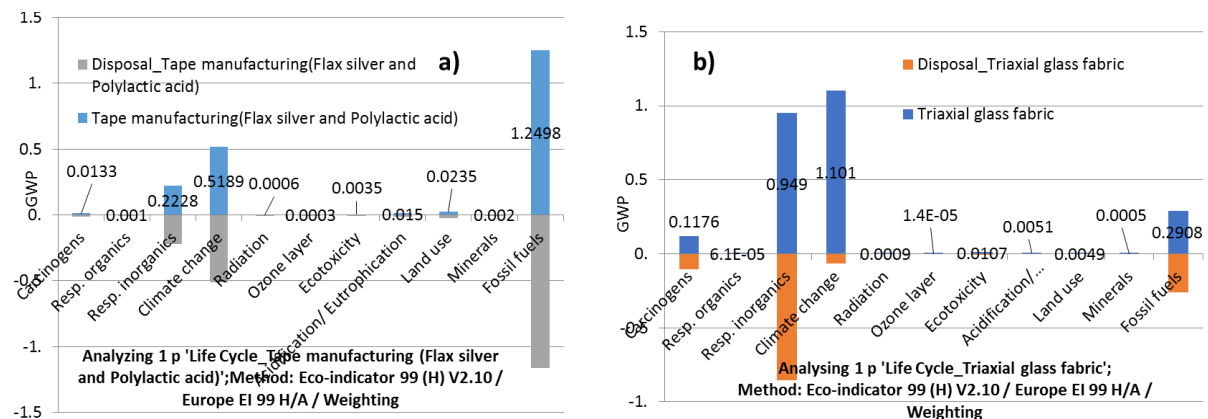 1.5
1.
0.5
0.
-0.5
-1.
-1.5
GWP
a)
Disposal_Tape manufacturing(Flax silver and
Polylactic acid)
Tape manufacturing(Flax silver and Polylactic acid)
0.0133
0.001
0.2228
0.5189
0.0006
0.0003
0.0035
0.015
0.0235
0.002
1.2498
Carcinogens
Resp. organics
Resp. inorganics
Climate change
Radiation
Ozone layer
Ecotoxicity
Acidification/ Eutrophication
Land use
Minerals
Fossil fuels
Analyzing 1 p 'Life Cycle_Tape manufacturing (Flax silver
and Polylactic acid)';Method: Eco-indicator 99 (H) V2.10 /
Europe EI 99 H/A / Weighting
1.5
1.
0.5
0.
-0.5
-1.
GWP
b)
Disposal_Triaxial glass fabric
Triaxial glass fabric
0.1176
6.1E-05
0.949
1.101
0.0009
1.4E-05
0.0107
0.0051
0.0049
0.0005
0.2908
Carcinogens
Resp. organics
Resp. inorganics
Climate change
Radiation
Ozone layer
Ecotoxicity
Acidification/...
Land use
Minerals
Fossil fuels
Analysing 1 p 'Life Cycle_Triaxial glass fabric';
Method: Eco-indicator 99 (H) V2.10 / Europe EI 99 H/A /
Weighting